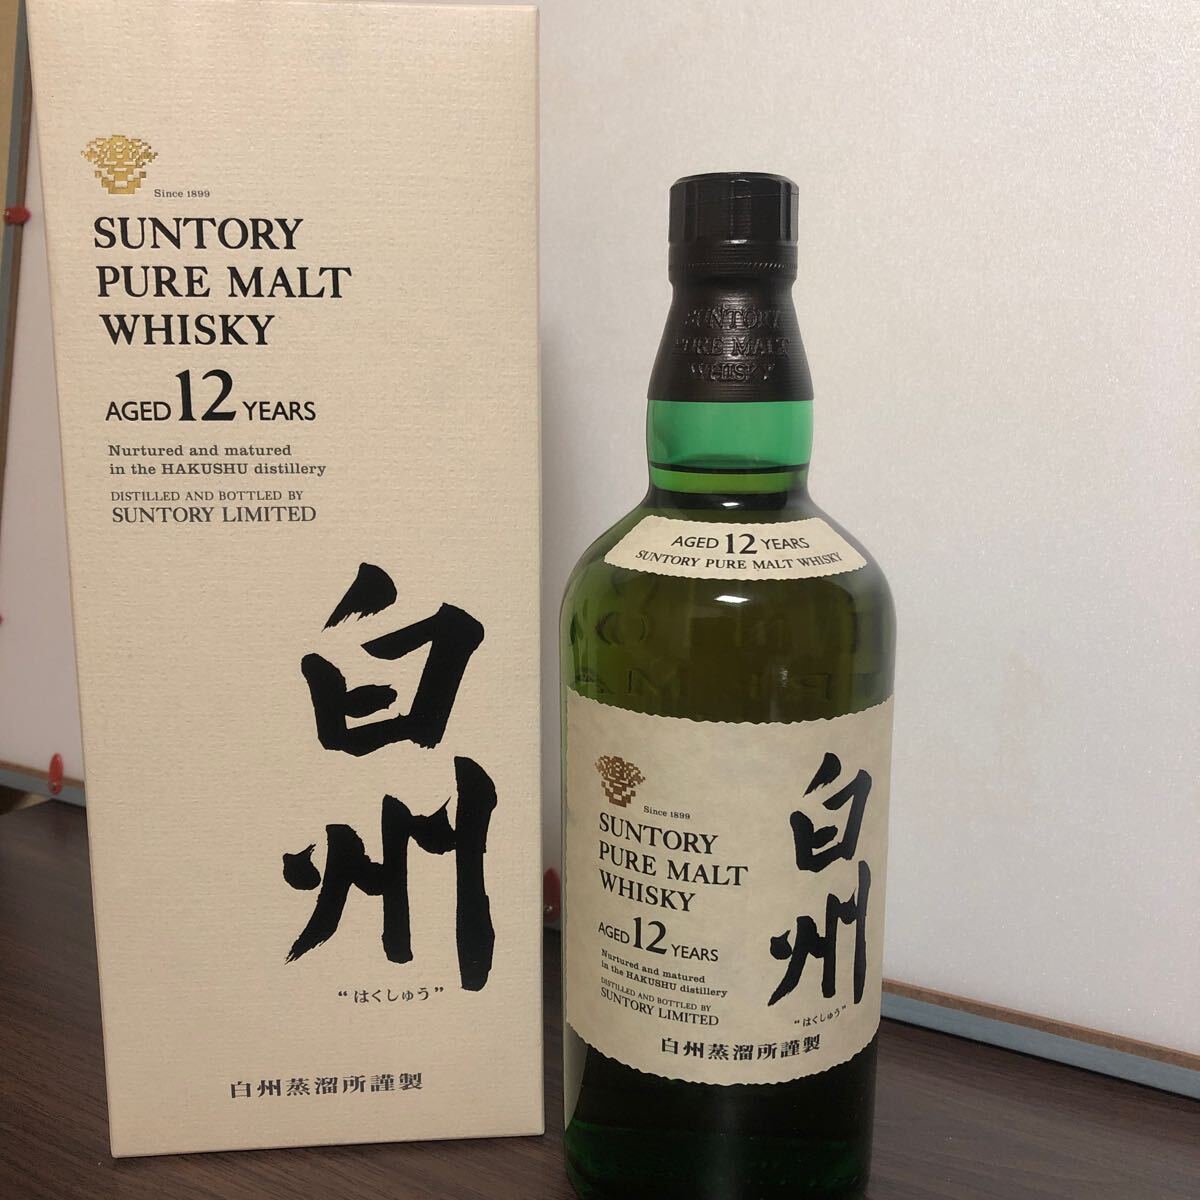 Since 1899
SUNTORY
PURE MALT
WHISKY
AGED 12 YEARS
Nurtured and matured
in the HAKUSHU distillery
DISTILLED AND BOTTLED BY
SUNTORY LIMITED
白州
“はくしゅう”
白州蒸溜所謹製
SUNTORY
PURE MALT
WHISKY
AGED 12 YEARS
SUNTORY PURE MALT WHISKY
Since 1899
SUNTORY
PURE MALT
WHISKY
AGED 12 YEARS
Nurtured and matured
in the HAKUSHU distillery
DISTILLED AND BOTTLED BY
SUNTORY LIMITED
白州
“はくしゅう”
白州蒸溜所謹製